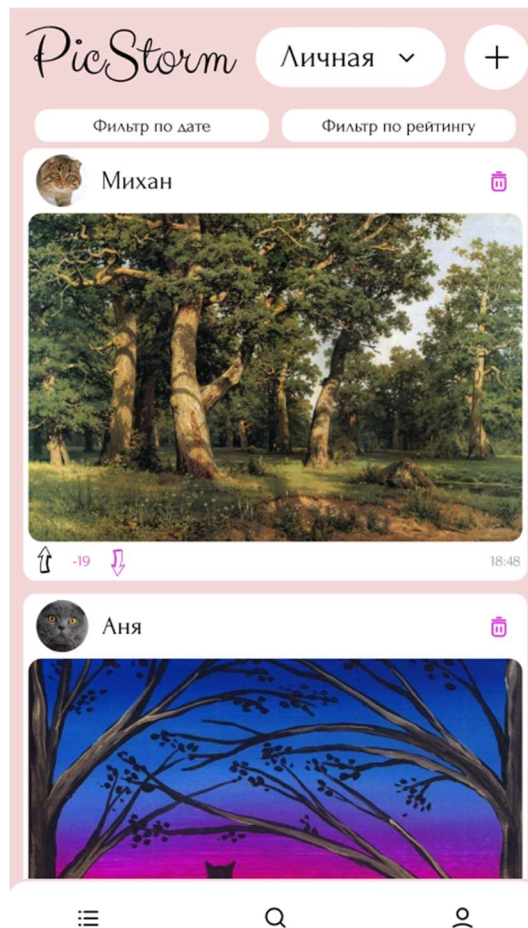 PicStorm
Личная
Фильтр по дате
Фильтр по рейтингу
Михан
-19
18:48
Аня